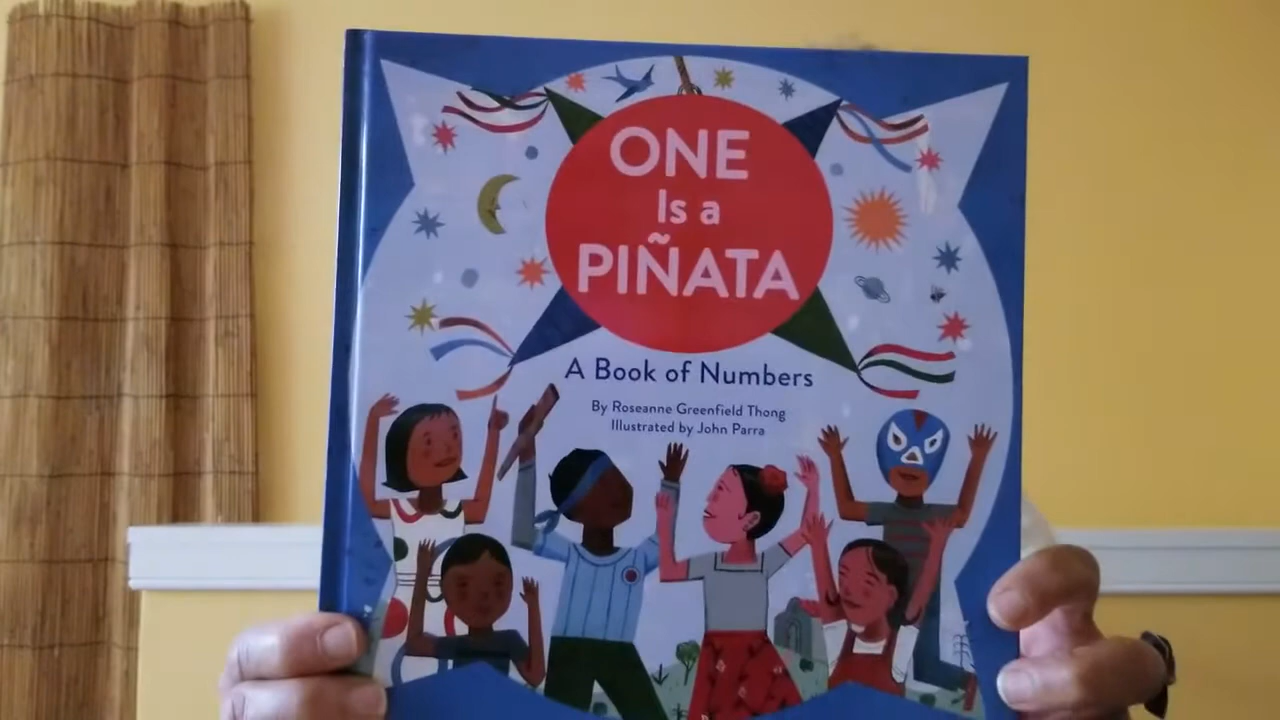 ONE
Is a
PIÑATA
A Book of Numbers
By Roseanne Greenfield Thong
Illustrated by John Parra